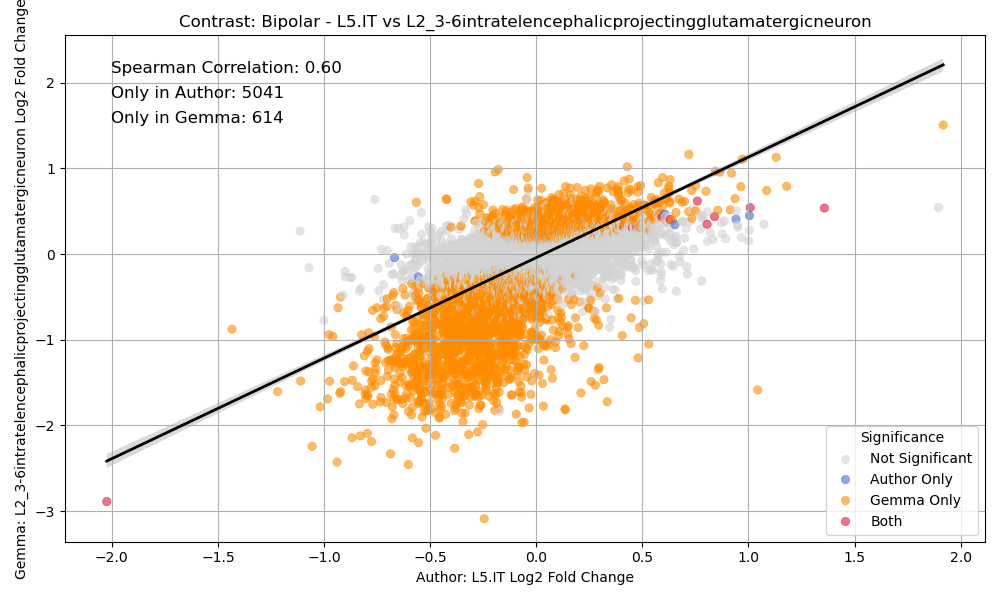 Contrast: Bipolar - L5.IT vs L2_3-6intratelencephalicprojectingglutamatergicneuron
Gemma: L2_3-6intratelencephalicprojectingglutamatergicneuron Log2 Fold Change
Spearman Correlation: 0.60
Only in Author: 5041
Only in Gemma: 614
2
1
0
−1
−2
−3
Significance
Not Significant
Author Only
Gemma Only
Both
−2.0 −1.5 −1.0 −0.5 0.0 0.5 1.0 1.5 2.0
Author: L5.IT Log2 Fold Change